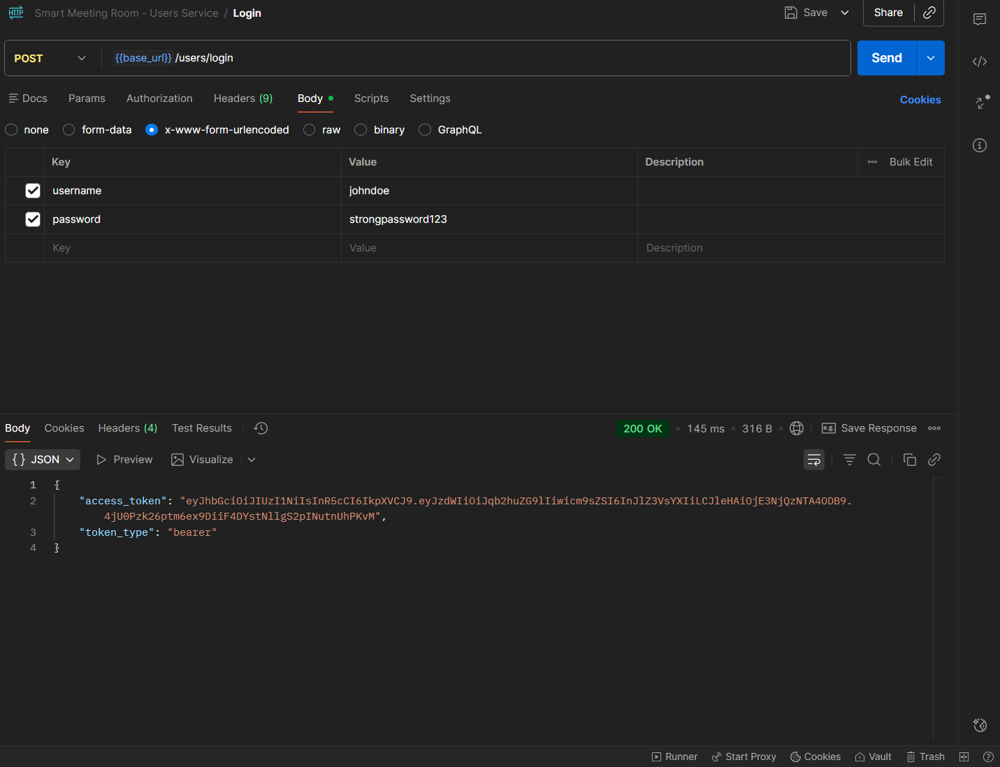 HTTP Smart Meeting Room - Users Service / Login Save Share
POST {{base_url}} /users/login Send
Docs Params Authorization Headers (9) Body Scripts Settings Cookies
none form-data x-www-form-urlencoded raw binary GraphQL
Key Value Description Bulk Edit
username johndoe
password strongpassword123
Key Value Description
Body Cookies Headers (4) Test Results 200 OK • 145 ms • 316 B • e.g. Save Response
{} JSON Preview Visualize
1 {
2 "access_token": "eyJhbGciOiJIUzI1NiIsInR5cCI6IkpXVCJ9.eyJzdWIiOiJqb2huZG9lIiwicm9sZSI6InJlZ3VsYXIiLCJleHAiOjE3NjQzNTA4ODB9.
4jU0Pzk26ptm6ex9DiiF4DYstNllgS2pINutnUhPKvM",
3 "token_type": "bearer"
4 }
Runner Start Proxy Cookies Vault Trash